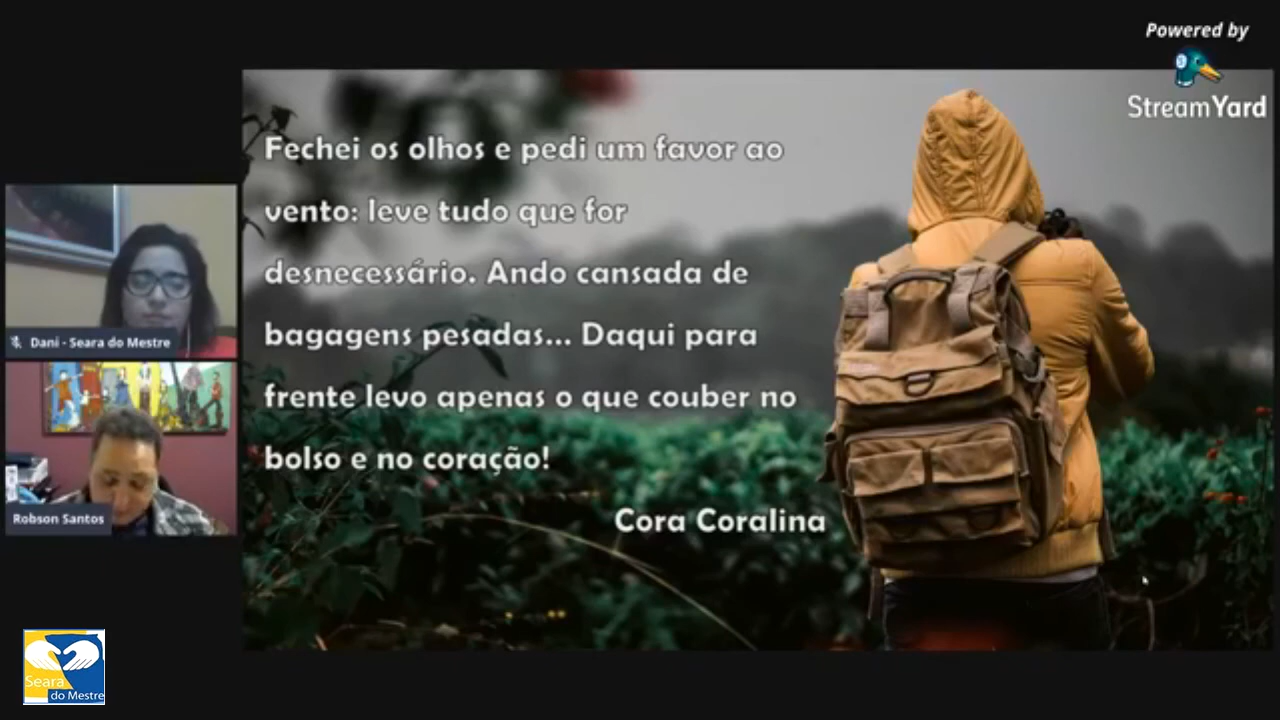 Powered by
StreamYard
Fechei os olhos e pedi um favor ao
vento: leve tudo que for
desnecessário. Ando cansada de
bagagens pesadas... Daqui para
frente levo apenas o que couber no
bolso e no coração!
Cora Coralina
Dani - Seara do Mestre
Robson Santos
Seara
do Mestre